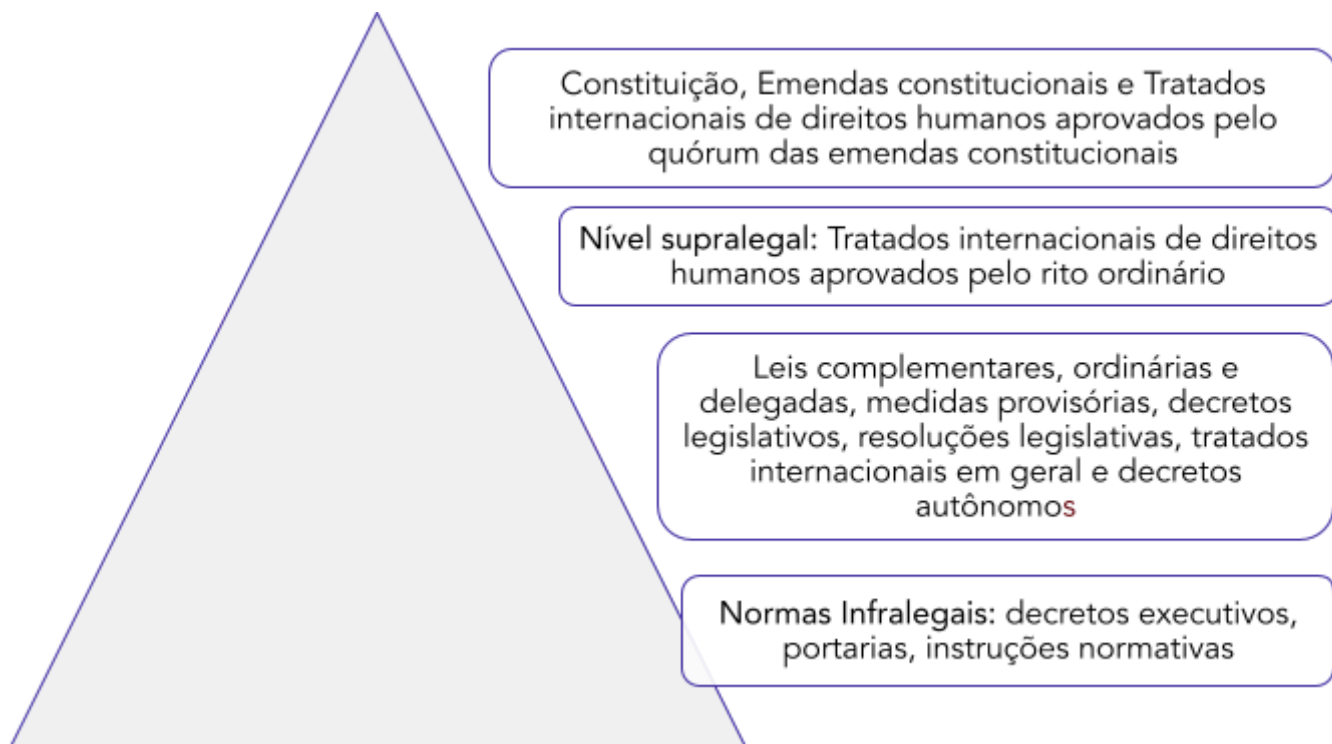 Constituição, Emendas constitucionais e Tratados
internacionais de direitos humanos aprovados pelo
quórum das emendas constitucionais
Nível supralegal: Tratados internacionais de direitos
humanos aprovados pelo rito ordinário
Leis complementares, ordinárias e
delegadas, medidas provisórias, decretos
legislativos, resoluções legislativas, tratados
internacionais em geral e decretos
autônomos
Normas Infralegais: decretos executivos,
portarias, instruções normativas